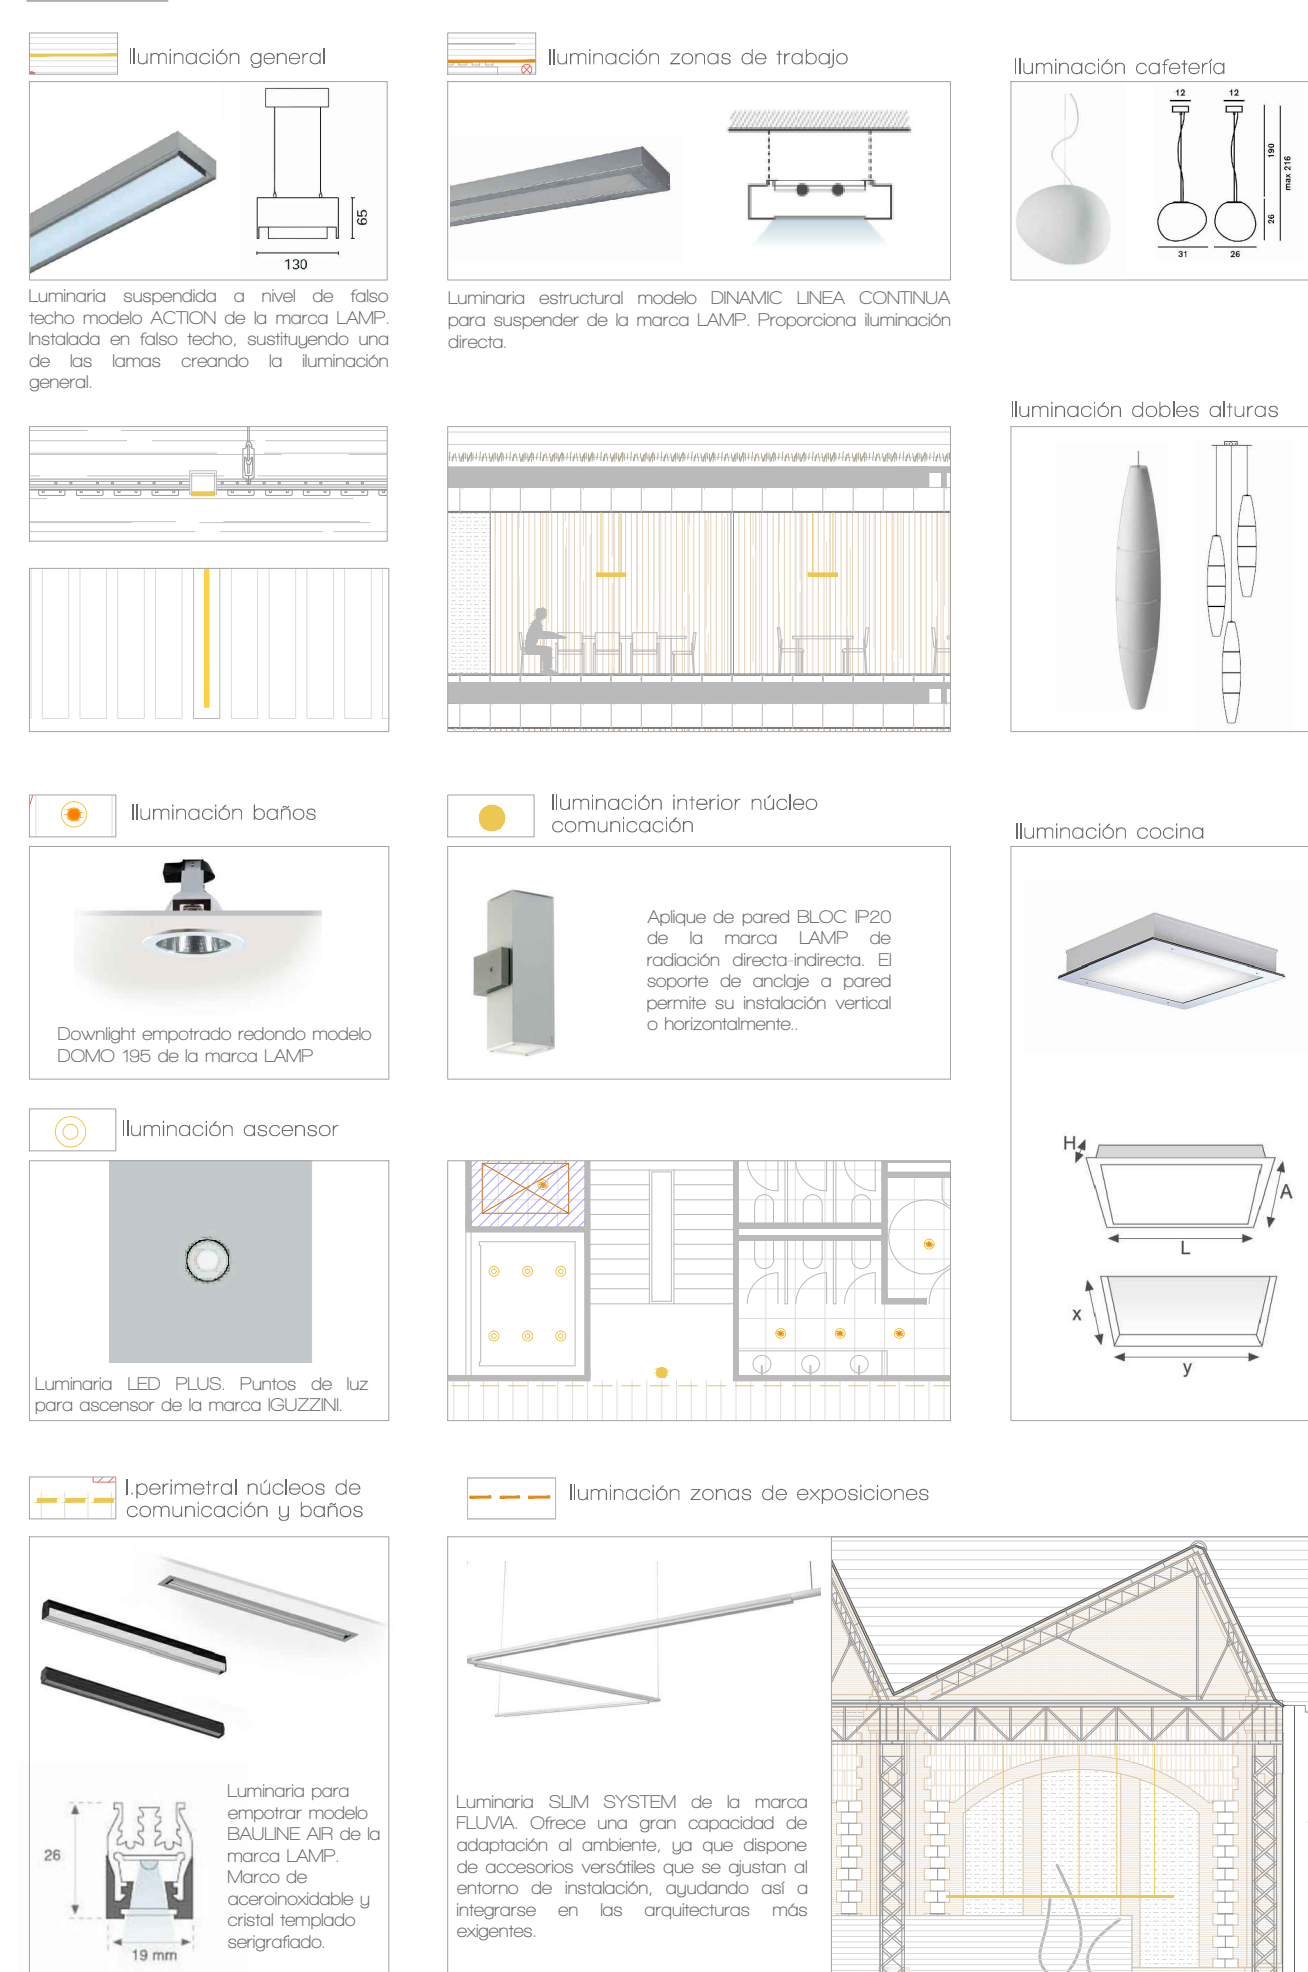 Iluminación general
65
130
Luminaria suspendida a nivel de falso
techo modelo ACTION de la marca LAMP.
Instalada en falso techo, sustituyendo una
de las lamas creando la iluminación
general.
Iluminación zonas de trabajo
Luminaria estructural modelo DINAMIC LINEA CONTINUA
para suspender de la marca LAMP. Proporciona iluminación
directa.
Iluminación cafetería
12
12
190
max 216
26
31
26
Iluminación dobles alturas
Iluminación baños
Downlight empotrado redondo modelo
DOMO 195 de la marca LAMP
Iluminación interior núcleo
comunicación
Aplique de pared BLOC IP20
de la marca LAMP de
radiación directa-indirecta. El
soporte de anclaje a pared
permite su instalación vertical
o horizontalmente..
Iluminación cocina
H
A
L
x
y
Iluminación ascensor
Luminaria LED PLUS. Puntos de luz
para ascensor de la marca IGUZZINI.
I.perimetral núcleos de
comunicación y baños
26
19 mm
Luminaria para
empotrar modelo
BAULINE AIR de la
marca LAMP.
Marco de
aceroinoxidable y
cristal templado
serigrafiado.
Iluminación zonas de exposiciones
Luminaria SLIM SYSTEM de la marca
FLUVIA. Ofrece una gran capacidad de
adaptación al ambiente, ya que dispone
de accesorios versátiles que se ajustan al
entorno de instalación, ayudando así a
integrarse en las arquitecturas más
exigentes.